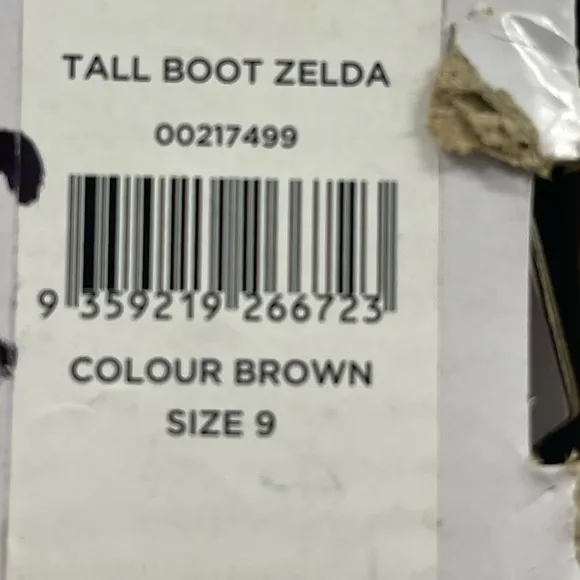 TALL BOOT ZELDA
00217499
9 359219 266723
COLOUR BROWN
SIZE 9